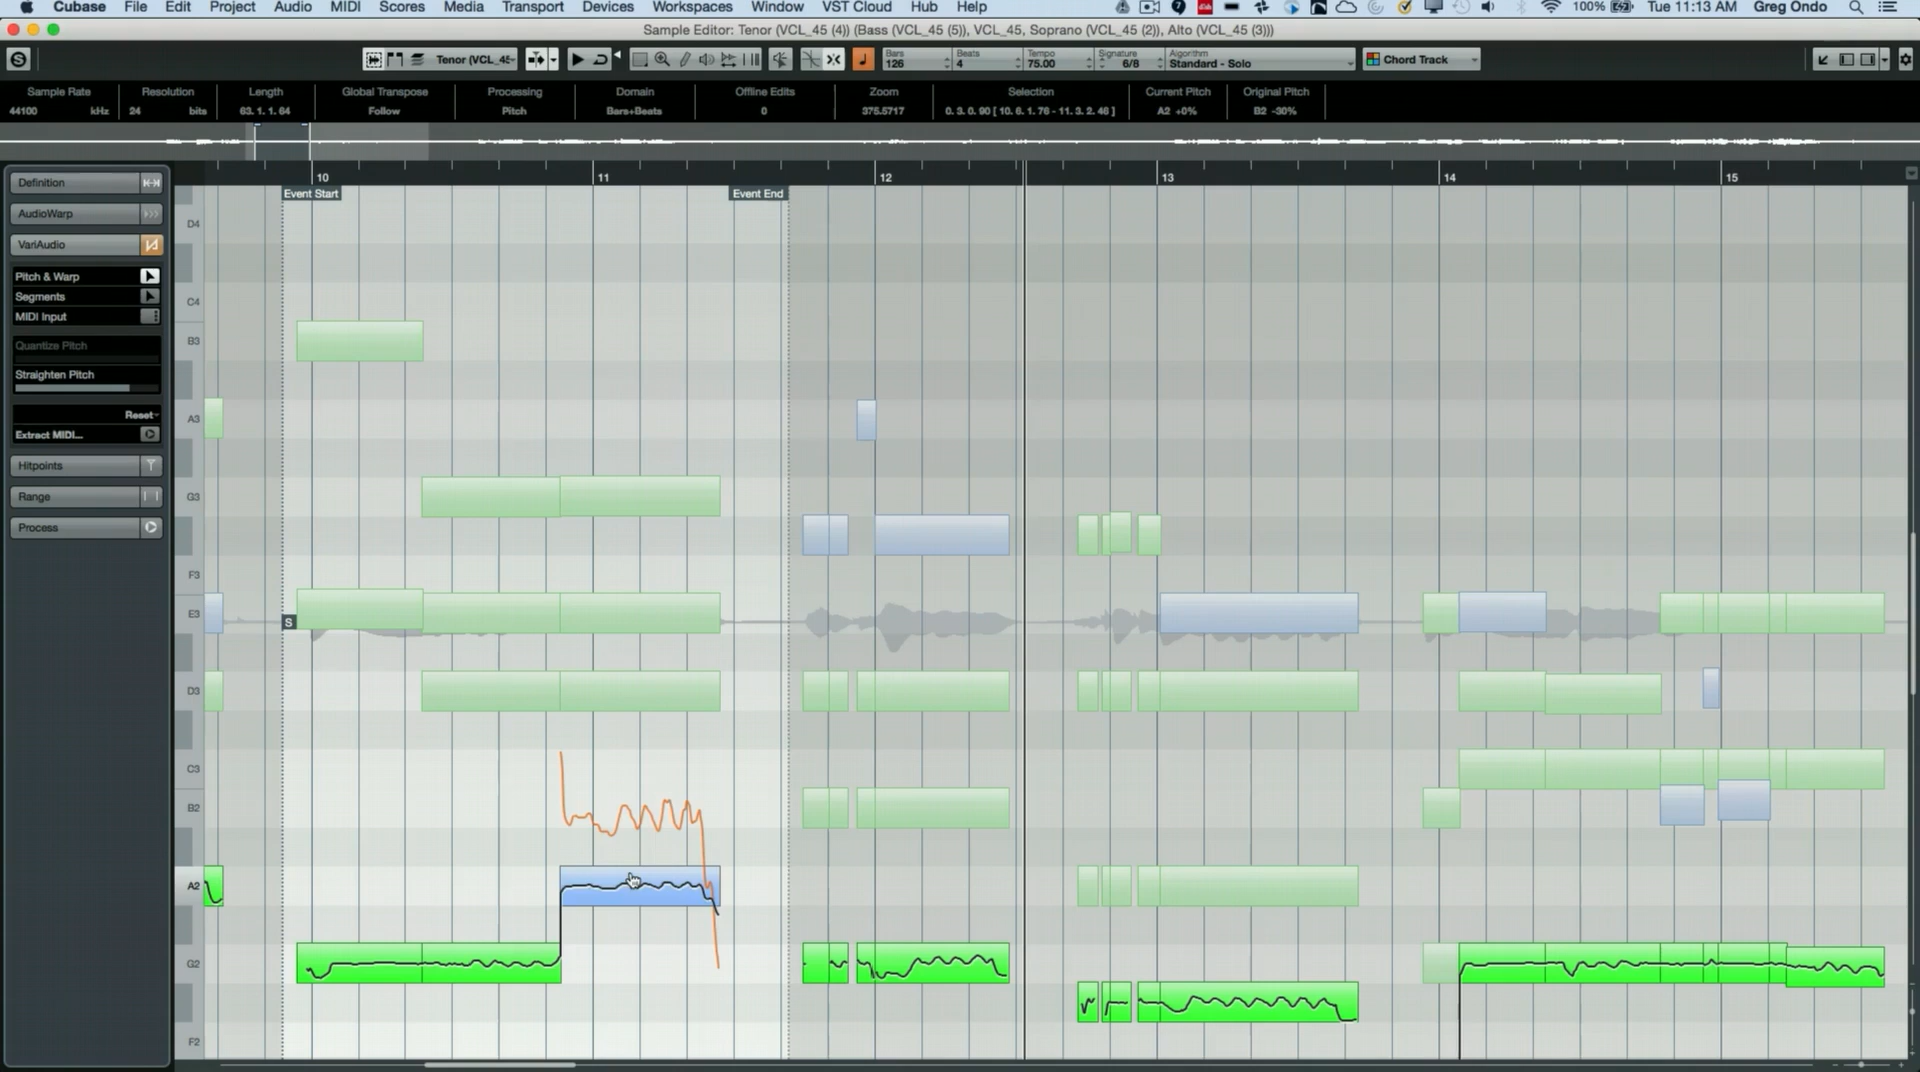 Cubase File Edit Project Audio MIDI Scores Media Transport Devices Workspaces Window VST Cloud Hub Help 100% Tue 11:13 AM Greg Ondo
Sample Editor: Tenor (VCL_45 (4)) (Bass (VCL_45 (5)), VCL_45, Soprano (VCL_45 (2)), Alto (VCL_45 (3)))
Tenor (VCL_45 Bars 126 Beats 4 Tempo 75.00 Signature 6/8 Algorithm Standard - Solo Chord Track
Sample Rate Resolution Length Global Transpose Processing Domain Offline Edits Zoom Selection Current Pitch Original Pitch
44100 kHz 24 bits 63. 1. 1. 64 Follow Pitch Bars+Beats 0 375.5717 0. 3. 0. 90 [ 10. 6. 1. 76 - 11. 3. 2. 46 ] A2 +0% B2 -30%
10 11 12 13 14 15
Event Start Event End
Definition
AudioWarp
VariAudio
Pitch & Warp
Segments
MIDI Input
Quantize Pitch
Straighten Pitch
Reset
Extract MIDI...
Hitpoints
Range
Process
D4
C4
B3
A3
G3
F3
E3
S
D3
C3
B2
A2
G2
F2